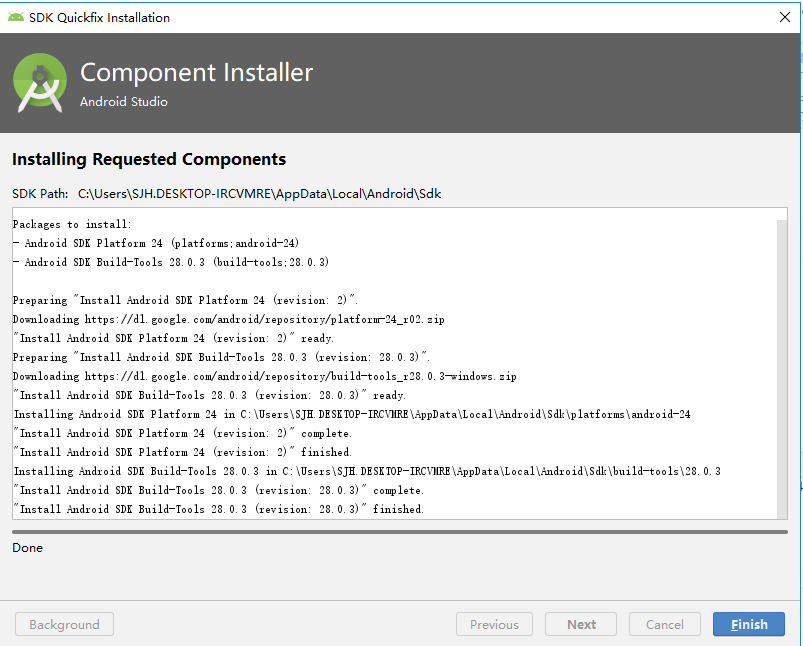 SDK Quickfix Installation
Component Installer
Android Studio
Installing Requested Components
SDK Path: C:\Users\SJH.DESKTOP-IRCVMRE\AppData\Local\Android\Sdk
Packages to install:
- Android SDK Platform 24 (platforms;android-24)
- Android SDK Build-Tools 28.0.3 (build-tools;28.0.3)
Preparing "Install Android SDK Platform 24 (revision: 2)".
Downloading https://dl.google.com/android/repository/platform-24_r02.zip
"Install Android SDK Platform 24 (revision: 2)" ready.
Preparing "Install Android SDK Build-Tools 28.0.3 (revision: 28.0.3)".
Downloading https://dl.google.com/android/repository/build-tools_r28.0.3-windows.zip
"Install Android SDK Build-Tools 28.0.3 (revision: 28.0.3)" ready.
Installing Android SDK Platform 24 in C:\Users\SJH.DESKTOP-IRCVMRE\AppData\Local\Android\Sdk\platforms\android-24
"Install Android SDK Platform 24 (revision: 2)" complete.
"Install Android SDK Platform 24 (revision: 2)" finished.
Installing Android SDK Build-Tools 28.0.3 in C:\Users\SJH.DESKTOP-IRCVMRE\AppData\Local\Android\Sdk\build-tools\28.0.3
"Install Android SDK Build-Tools 28.0.3 (revision: 28.0.3)" complete.
"Install Android SDK Build-Tools 28.0.3 (revision: 28.0.3)" finished.
Done
Background Previous Next Cancel Finish